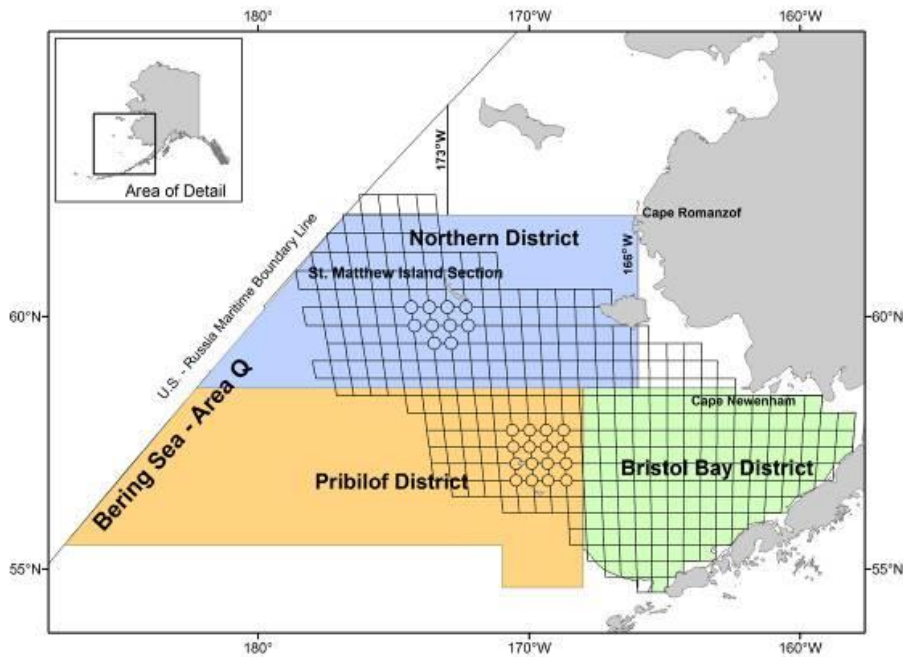 180°
170°W
160°W
Area of Detail
173°W
Cape Romanzof
Northern District
166°W
U.S. - Russia Maritime Boundary Line
St. Matthew Island Section
60°N
60°N
Bering Sea - Area Q
Cape Newenham
Pribilof District
Bristol Bay District
55°N
55°N
180°
170°W
160°W